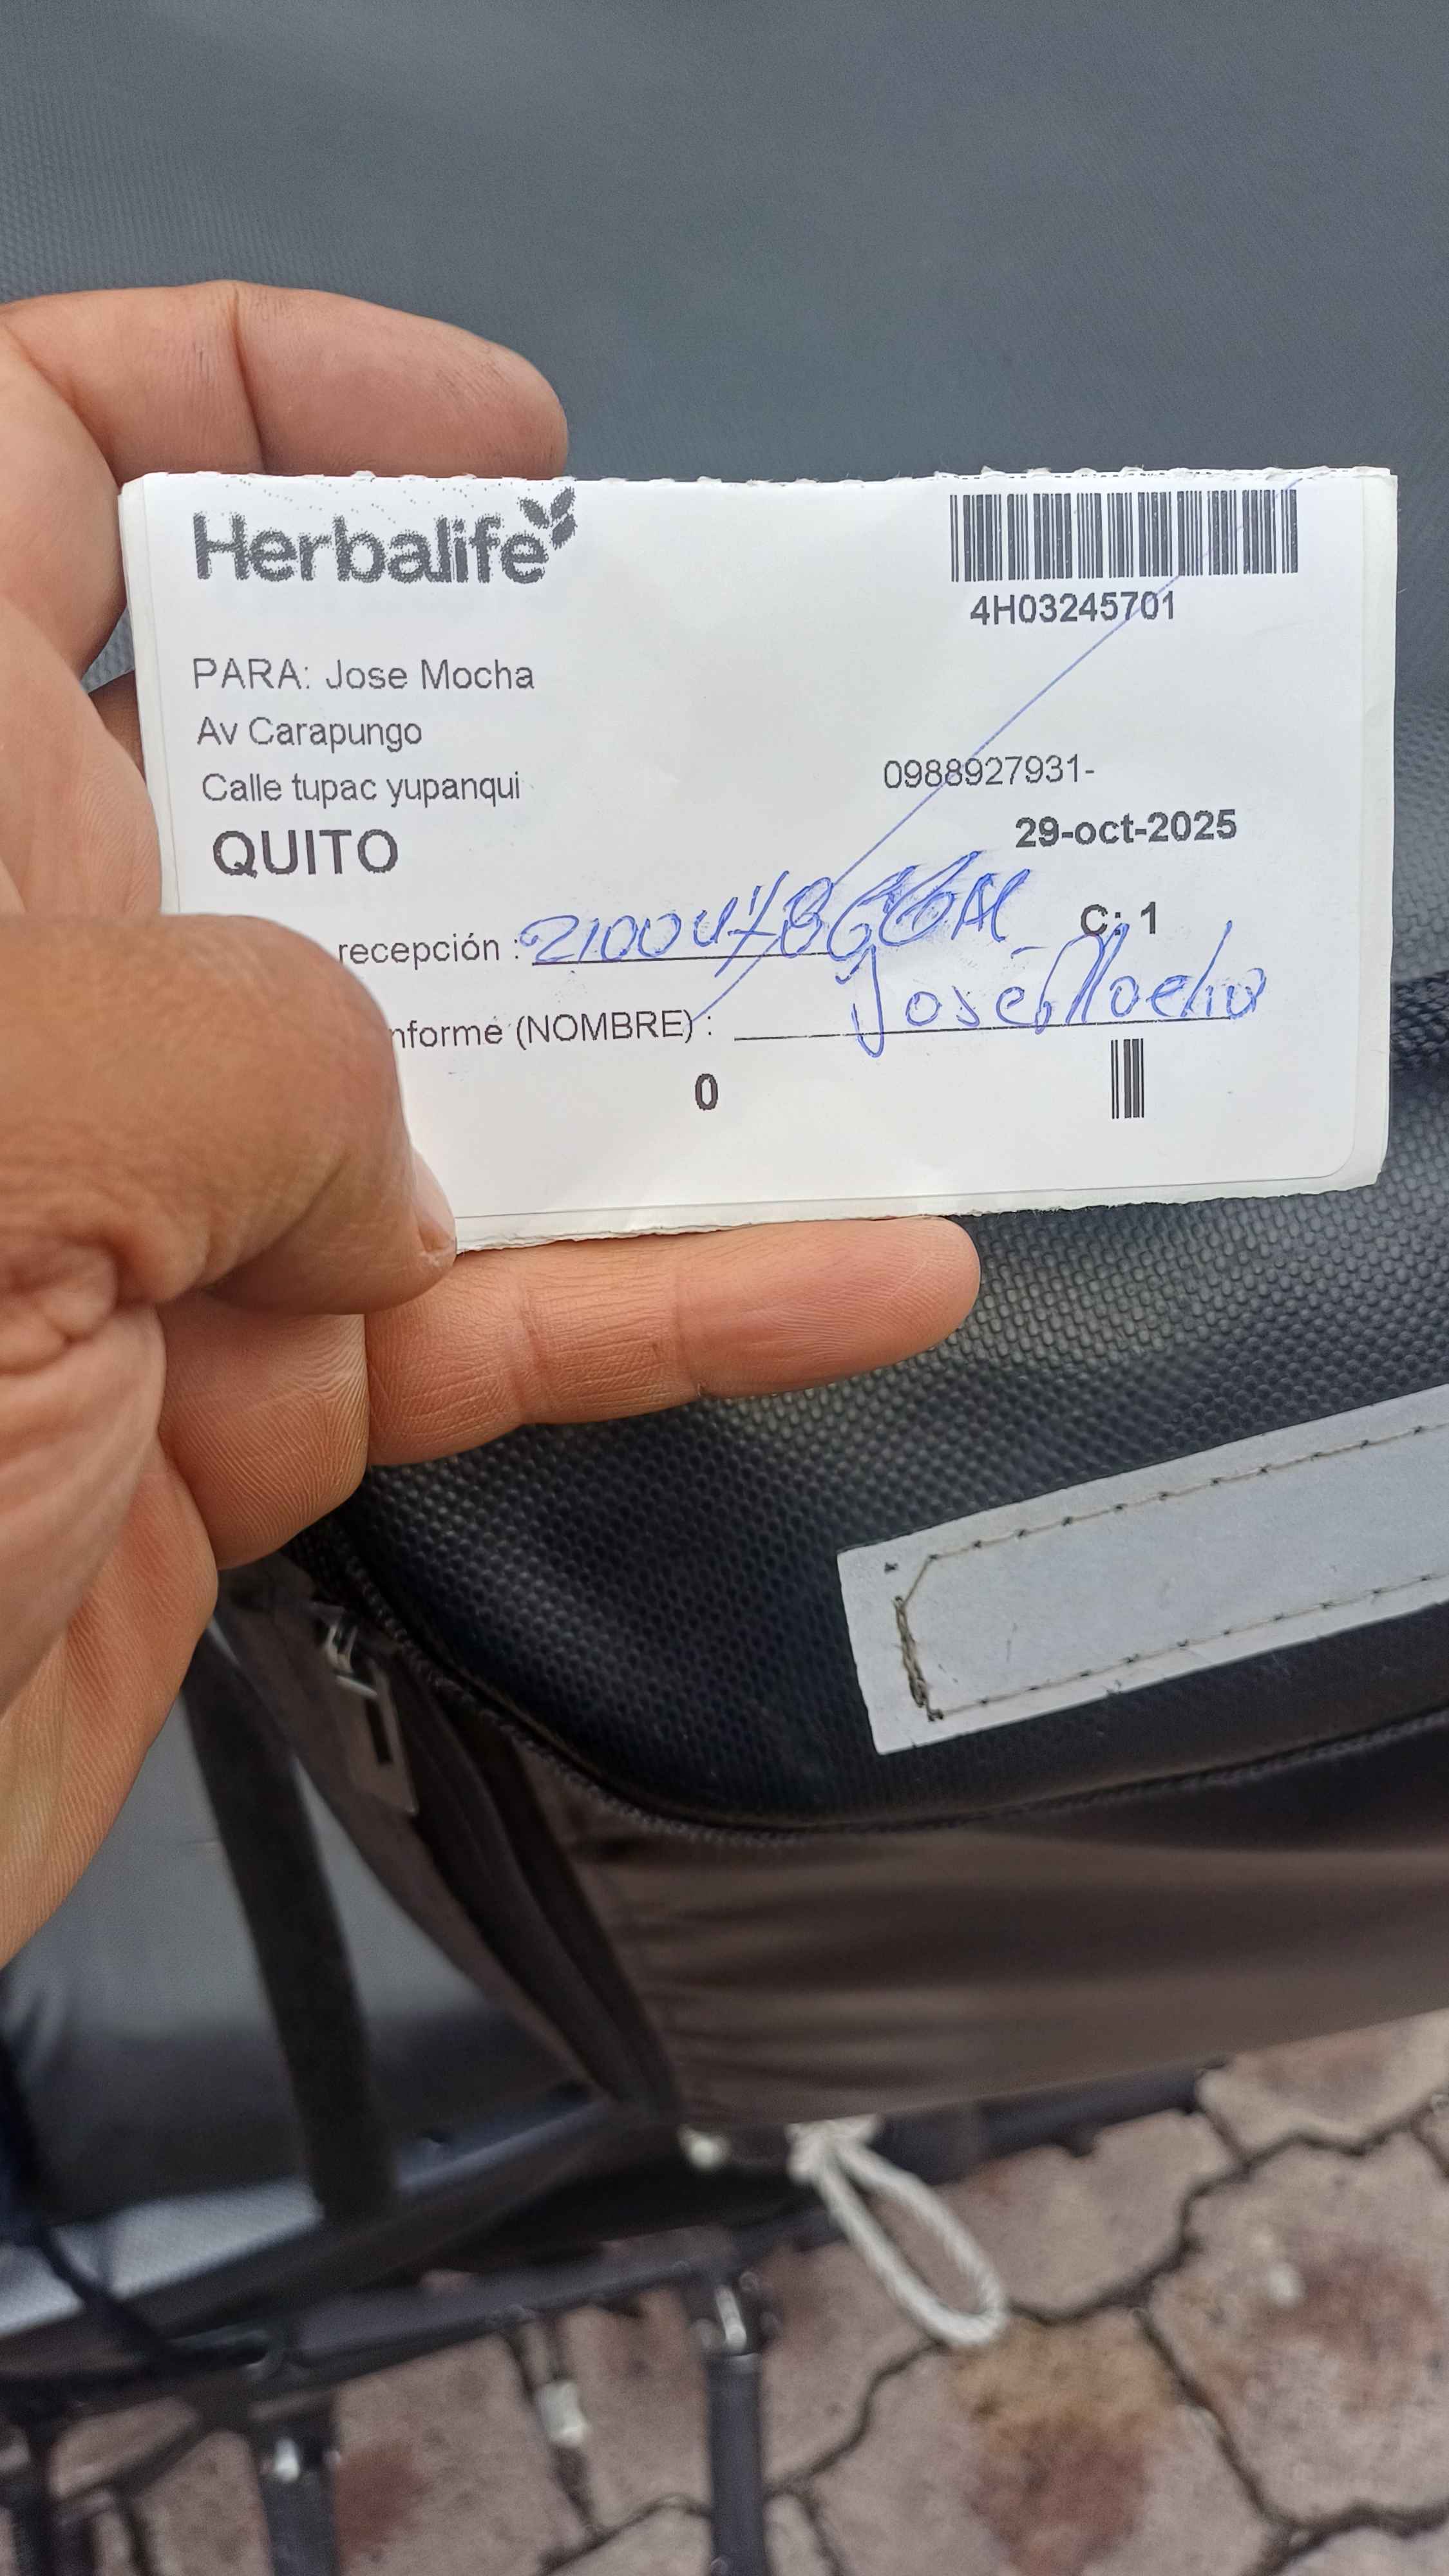 Herbalife
4H03245701
PARA: Jose Mocha
Av Carapungo
Calle tupac yupanqui
0988927931-
QUITO
29-oct-2025
recepción :
C: 1
nforme (NOMBRE) : José Mocha
0